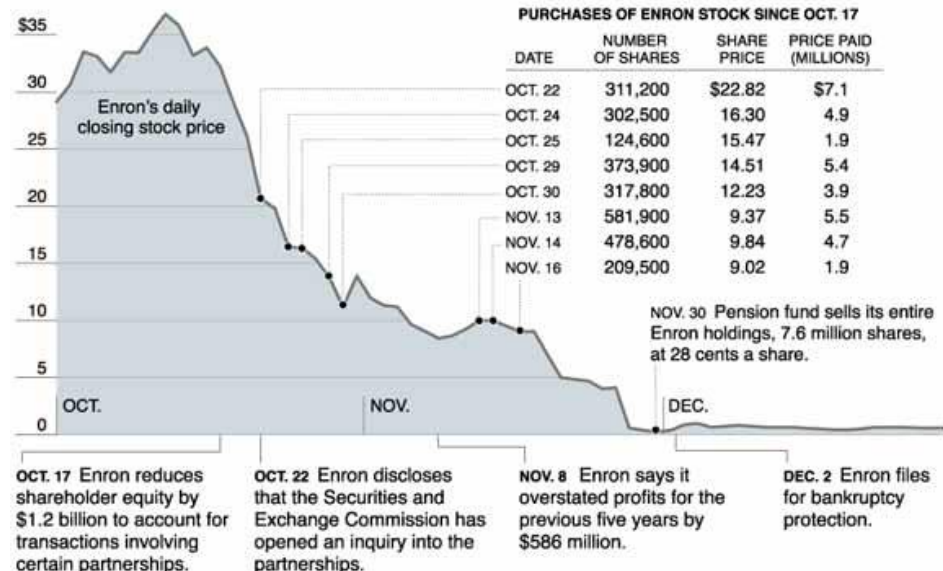 PURCHASES OF ENRON STOCK SINCE OCT. 17
DATE NUMBER OF SHARES SHARE PRICE PRICE PAID (MILLIONS)
OCT. 22 311,200 $22.82 $7.1
OCT. 24 302,500 16.30 4.9
OCT. 25 124,600 15.47 1.9
OCT. 29 373,900 14.51 5.4
OCT. 30 317,800 12.23 3.9
NOV. 13 581,900 9.37 5.5
NOV. 14 478,600 9.84 4.7
NOV. 16 209,500 9.02 1.9
$35
30
25
20
15
10
5
0
Enron's daily
closing stock price
NOV. 30 Pension fund sells its entire
Enron holdings, 7.6 million shares,
at 28 cents a share.
OCT.
NOV.
DEC.
OCT. 17 Enron reduces
shareholder equity by
$1.2 billion to account for
transactions involving
certain partnerships.
OCT. 22 Enron discloses
that the Securities and
Exchange Commission has
opened an inquiry into the
partnerships.
NOV. 8 Enron says it
overstated profits for the
previous five years by
$586 million.
DEC. 2 Enron files
for bankruptcy
protection.